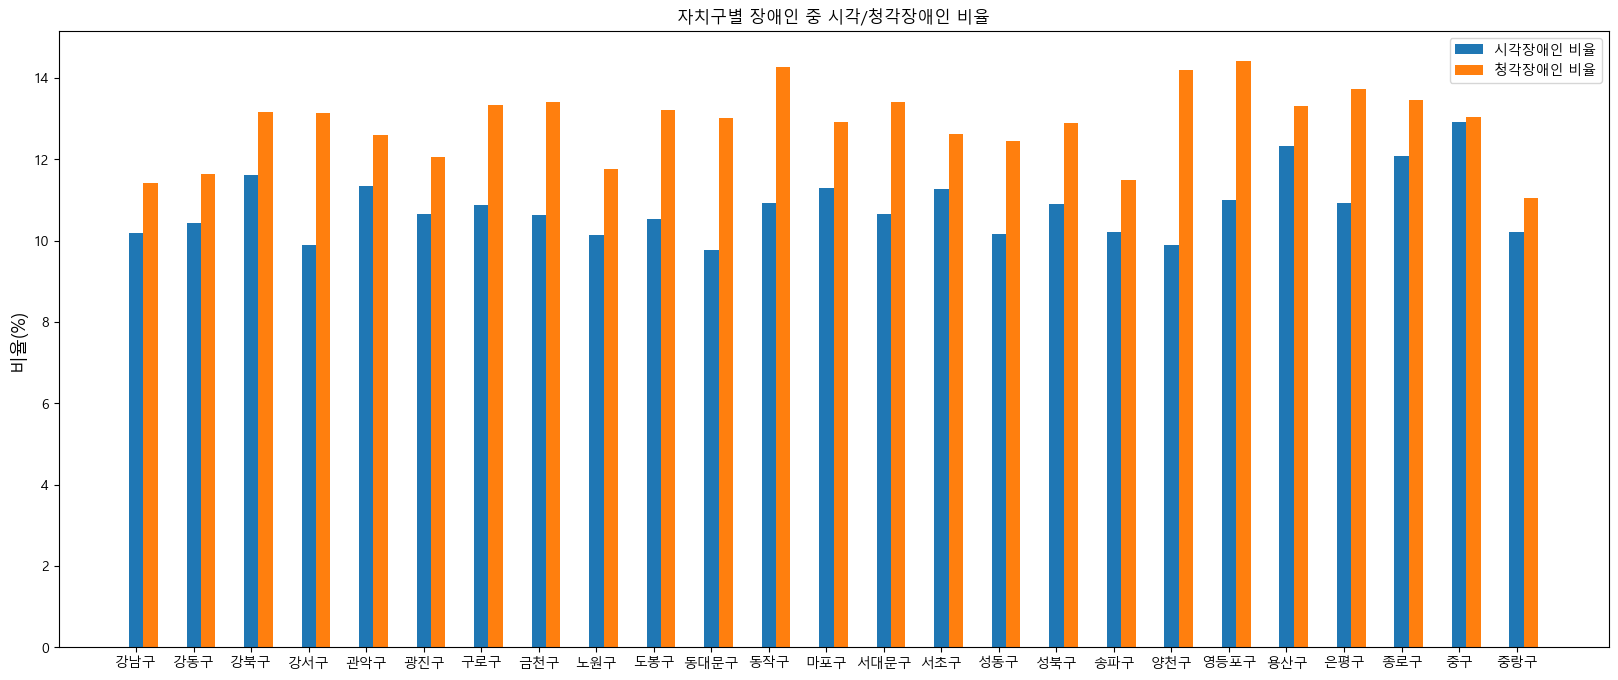 자치구별 장애인 중 시각/청각장애인 비율
시각장애인 비율
청각장애인 비율
비율(%)
14
12
10
8
6
4
2
0
강남구 강동구 강북구 강서구 관악구 광진구 구로구 금천구 노원구 도봉구 동대문구 동작구 마포구 서대문구 서초구 성동구 성북구 송파구 양천구 영등포구 용산구 은평구 종로구 중구 중랑구